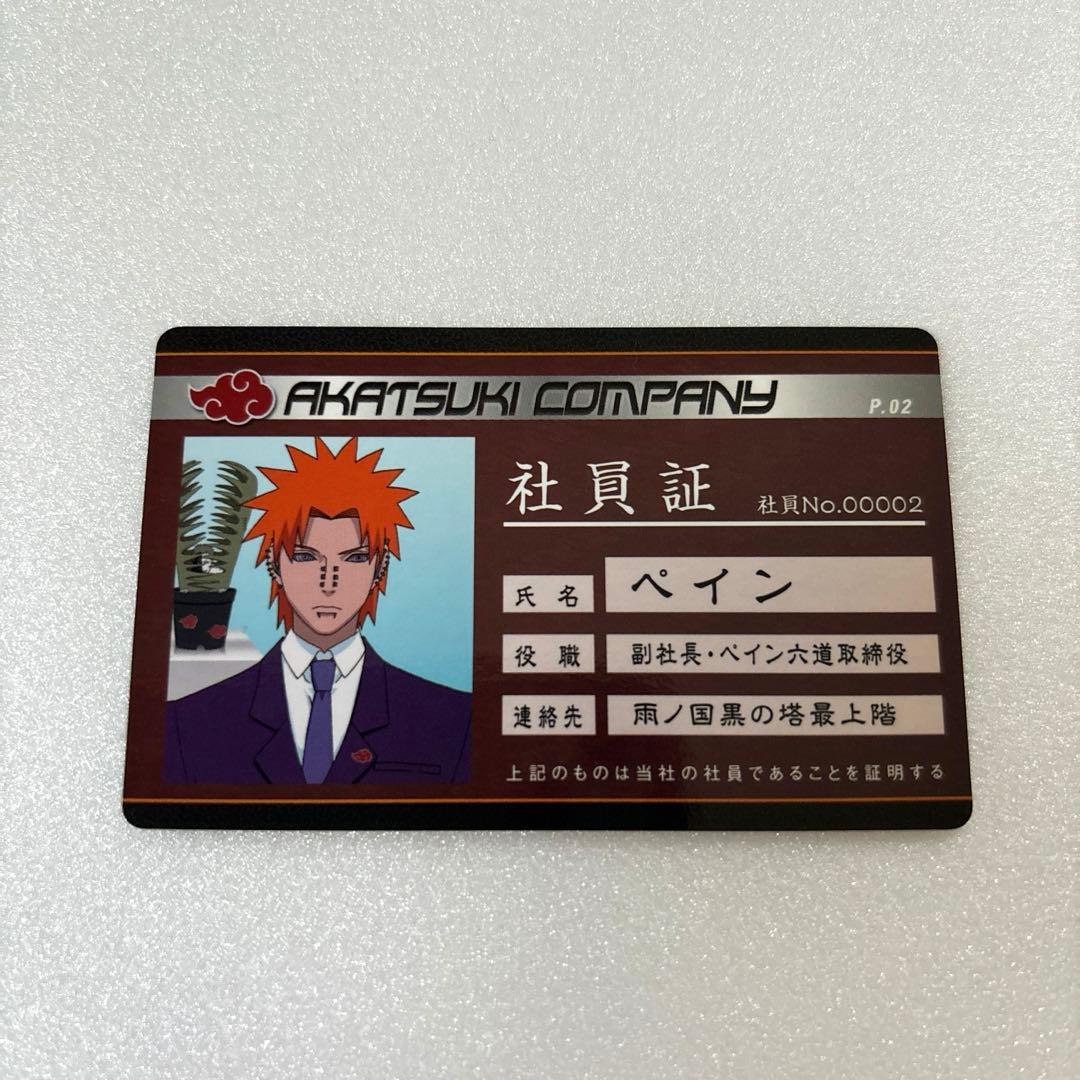 AKATSUKI COMPANY
P.02
社員証 社員No.00002
氏名 ペイン
役職 副社長・ペイン六道取締役
連絡先 雨ノ国黒の塔最上階
上記のものは当社の社員であることを証明する